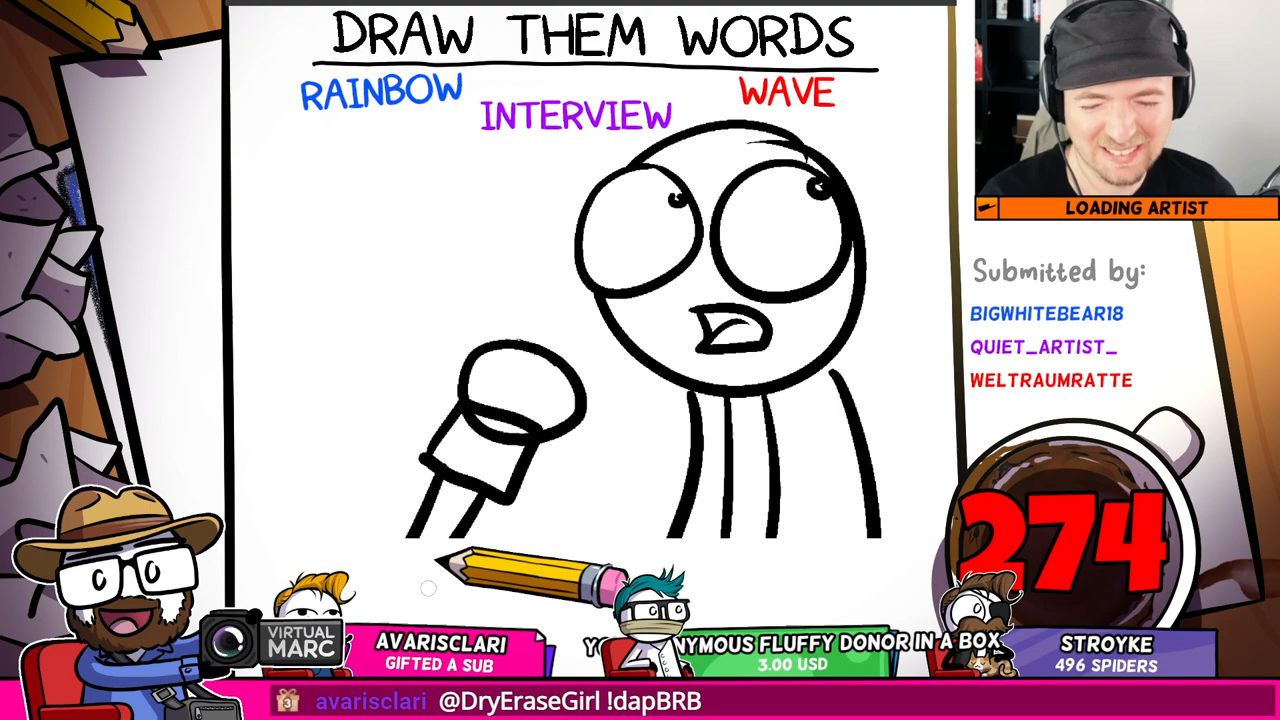 DRAW THEM WORDS
RAINBOW
INTERVIEW
WAVE
LOADING ARTIST
Submitted by:
BIGWHITEBEAR18
QUIET_ARTIST_
WELTRAUMRATTE
274
VIRTUAL
MARC
AVARISCLARI
GIFTED A SUB
NYMOUS FLUFFY DONOR IN A BOX
3.00 USD
STROYKE
496 SPIDERS
3 avarisclari @DryEraseGirl !dapBRB